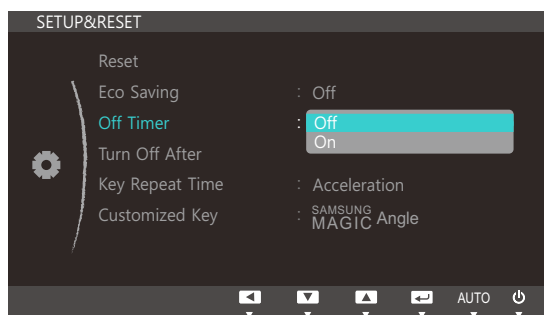 SETUP&RESET
Reset
Eco Saving : Off
Off Timer : Off
On
Turn Off After
Key Repeat Time : Acceleration
Customized Key : SAMSUNG MAGIC Angle
AUTO